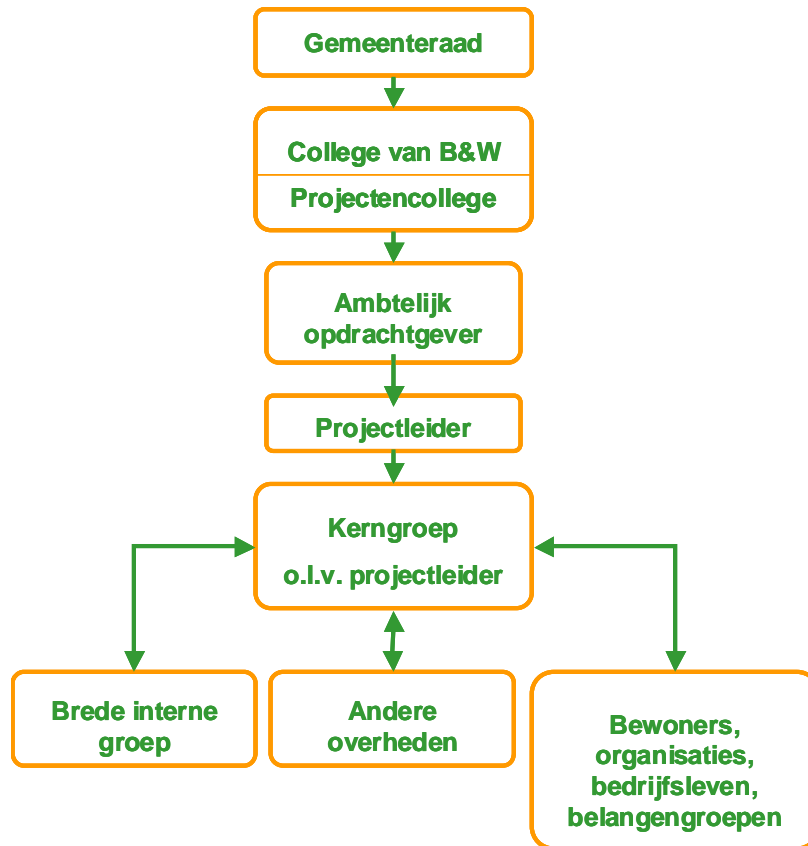 Gemeenteraad
College van B&W
Projectencollege
Ambtelijk
opdrachtgever
Projectleider
Kerngroep
o.l.v. projectleider
Brede interne
groep
Andere
overheden
Bewoners,
organisaties,
bedrijfsleven,
belangengroepen